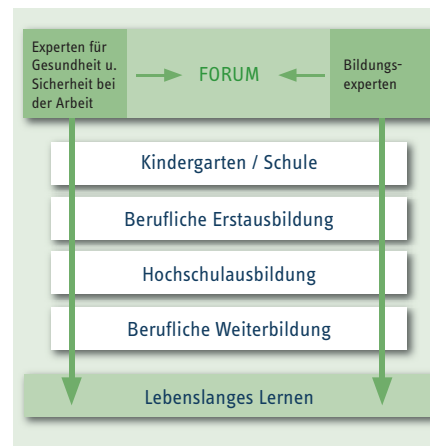 Experten für
Gesundheit u.
Sicherheit bei
der Arbeit
FORUM
Bildungs-
experten
Kindergarten / Schule
Berufliche Erstausbildung
Hochschulausbildung
Berufliche Weiterbildung
Lebenslanges Lernen